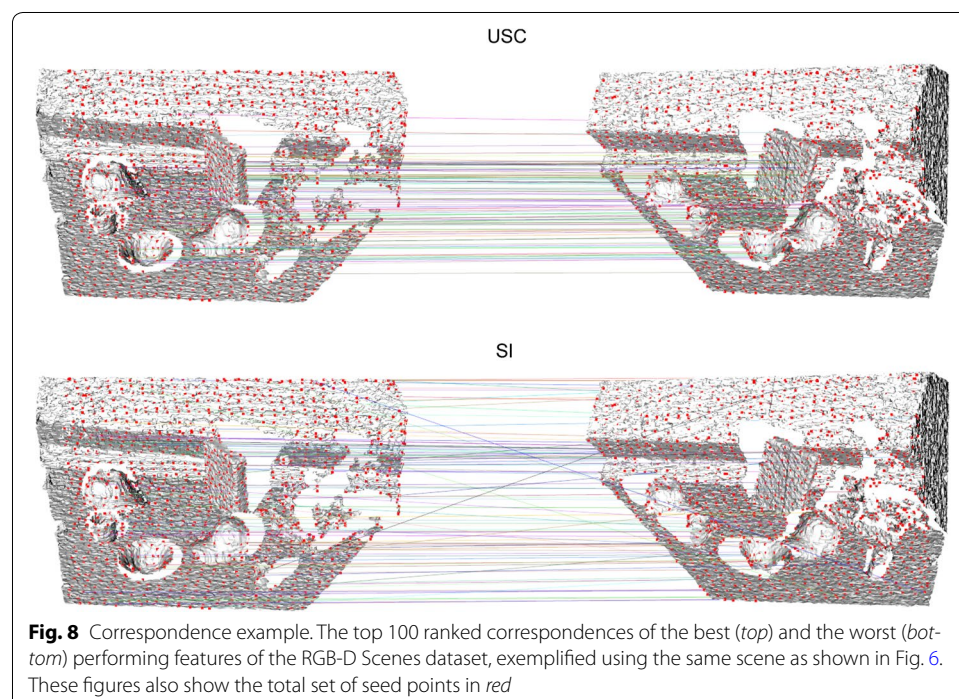 USC
SI
Fig. 8 Correspondence example. The top 100 ranked correspondences of the best (top) and the worst (bot-
tom) performing features of the RGB-D Scenes dataset, exemplified using the same scene as shown in Fig. 6.
These figures also show the total set of seed points in red